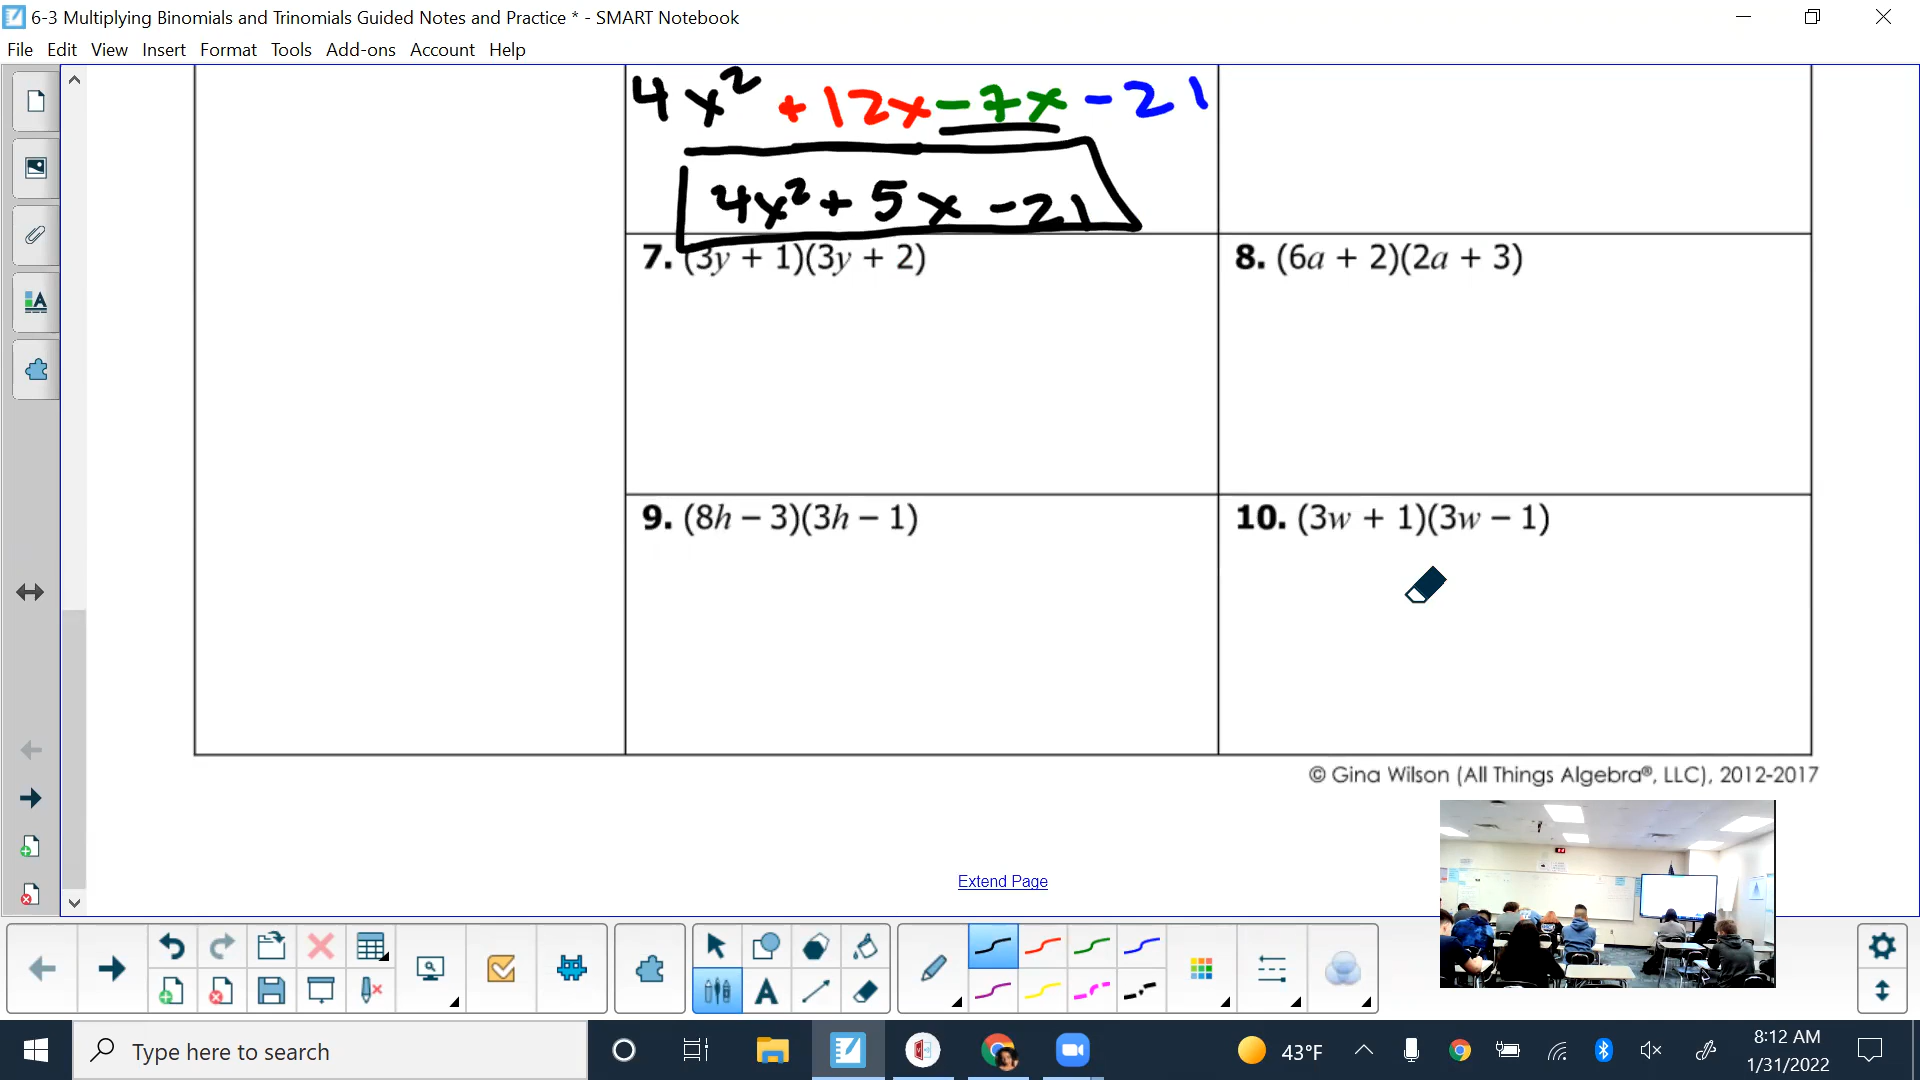 6-3 Multiplying Binomials and Trinomials Guided Notes and Practice * - SMART Notebook
File Edit View Insert Format Tools Add-ons Account Help
4x² + 12x - 7x - 21
4x² + 5x - 21
7. (3y + 1)(3y + 2)
8. (6a + 2)(2a + 3)
9. (8h – 3)(3h – 1)
10. (3w + 1)(3w – 1)
© Gina Wilson (All Things Algebra®, LLC), 2012-2017
Extend Page
Type here to search
43°F
8:12 AM
1/31/2022